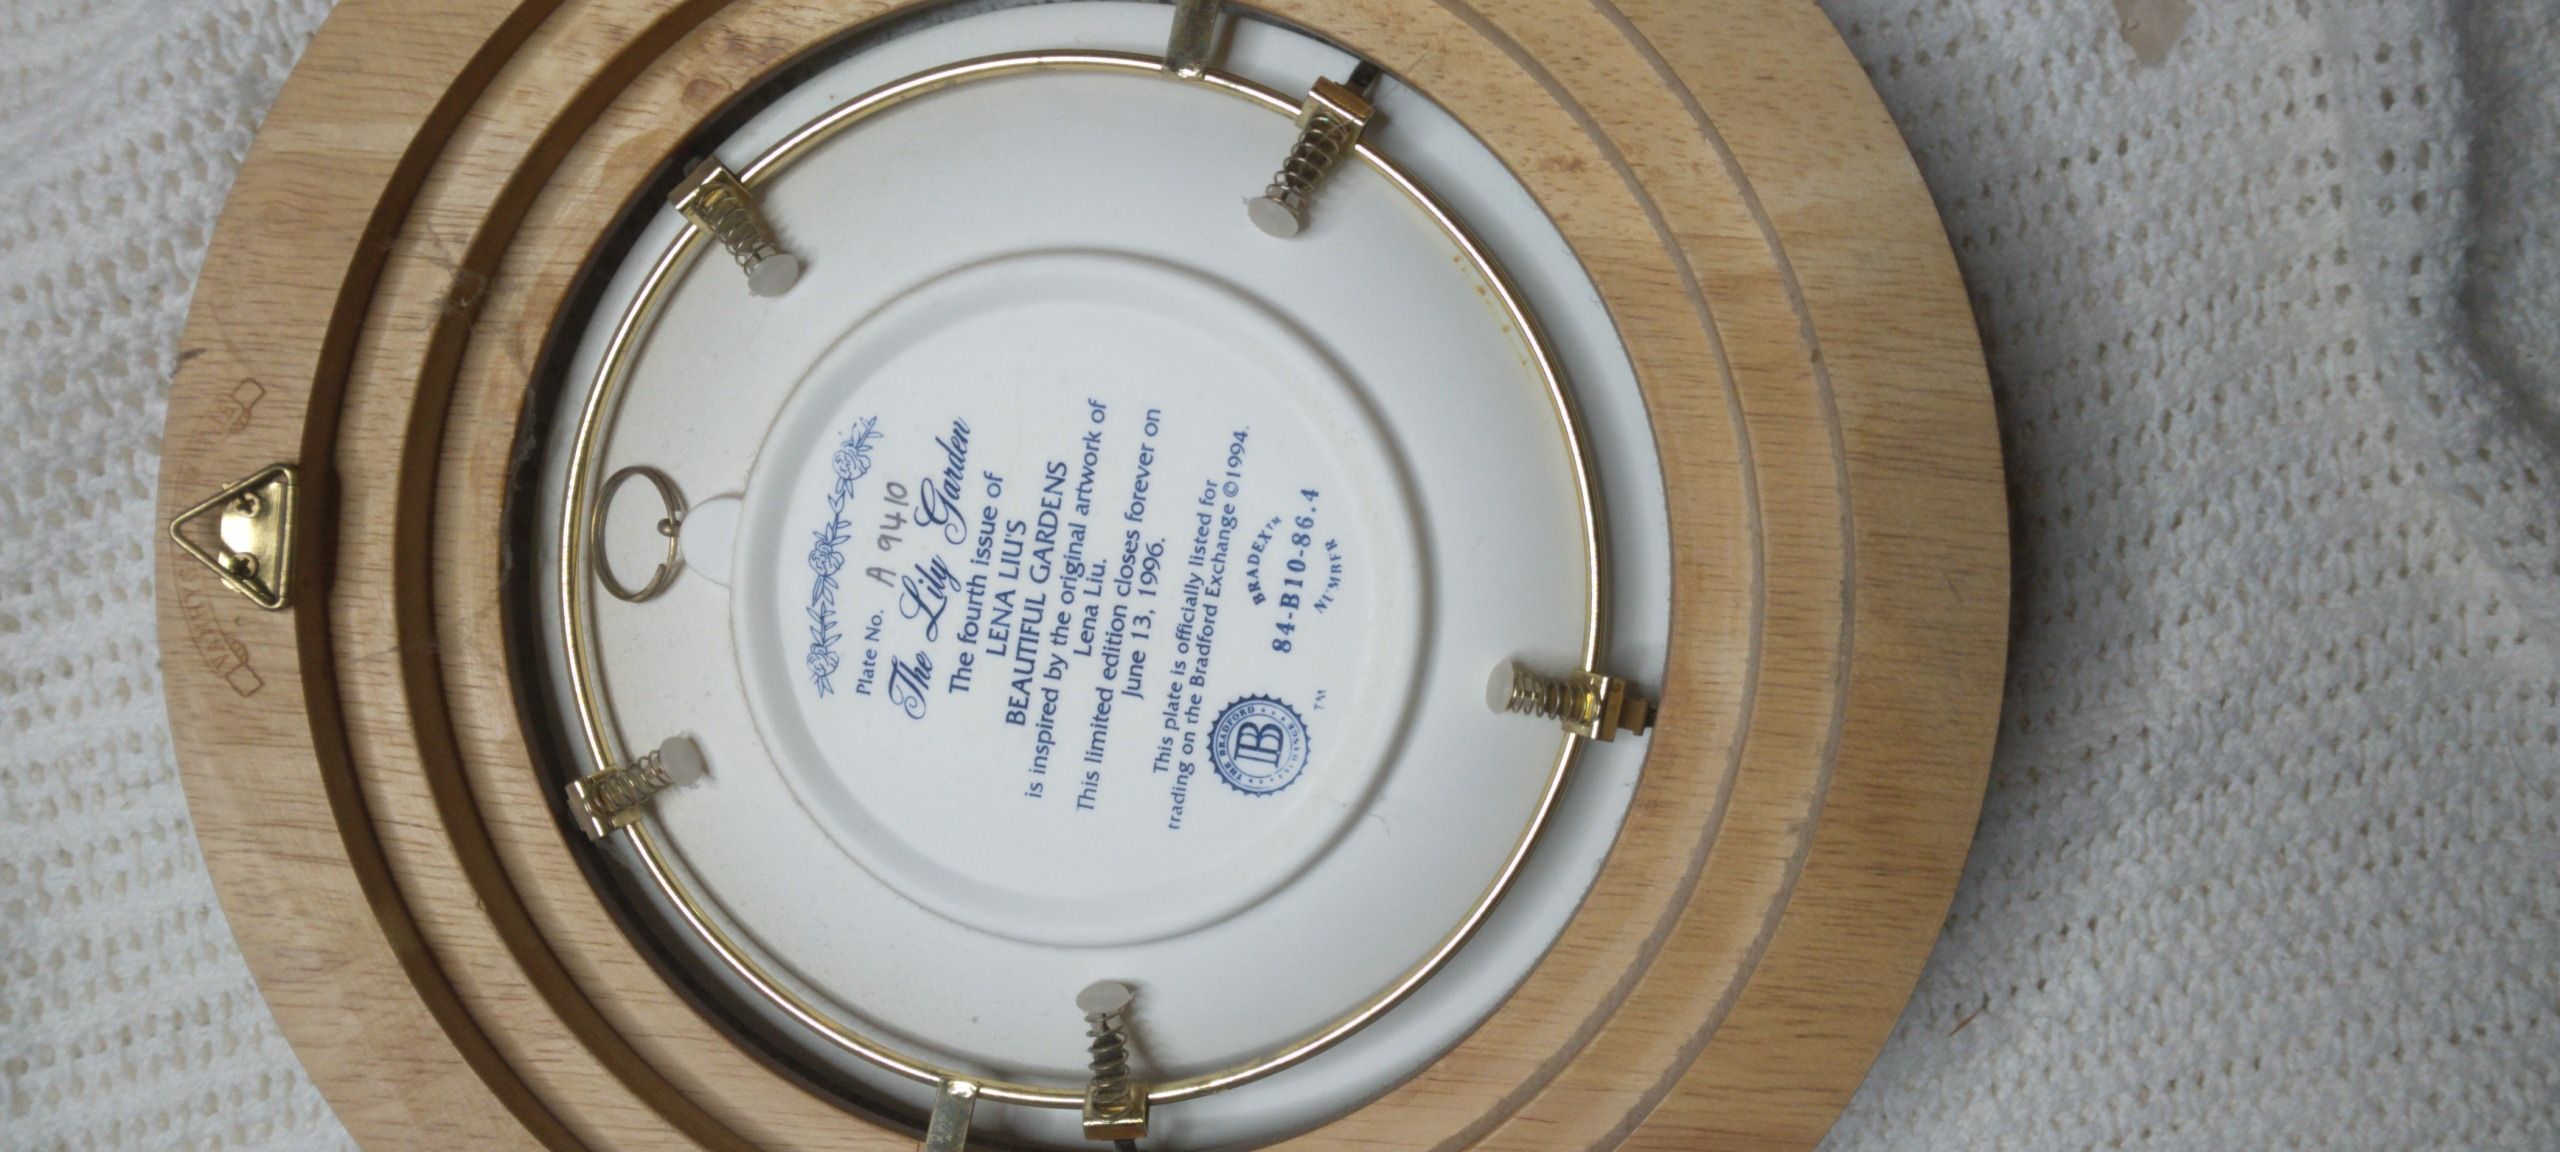 Plate No. A 9410
The Lily Garden
The fourth issue of
LENA LIU'S
BEAUTIFUL GARDENS
is inspired by the original artwork of
Lena Liu.
This limited edition closes forever on
June 13, 1996.
This plate is officially listed for
trading on the Bradford Exchange ©1994.
THE BRADFORD EXCHANGE
B
TM
BRADEX™
84-B10-86.4
NUMBER